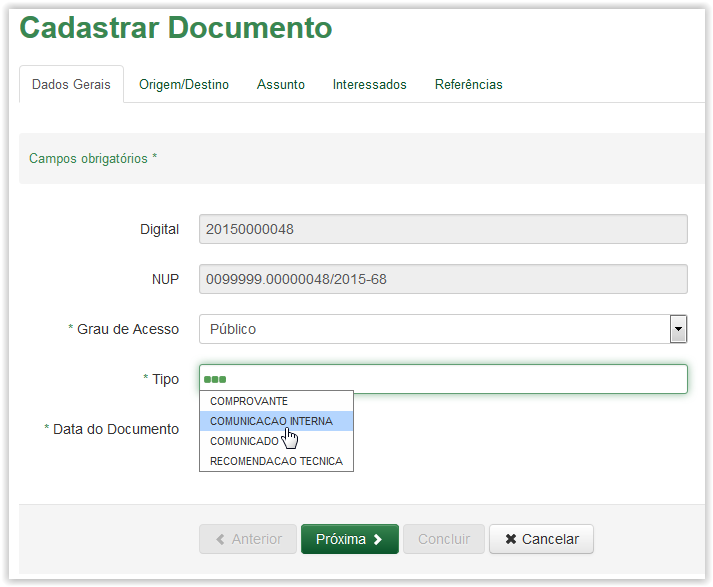 Cadastrar Documento
Dados Gerais Origem/Destino Assunto Interessados Referências
Campos obrigatórios *
Digital 20150000048
NUP 0099999.00000048/2015-68
* Grau de Acesso Público
* Tipo
COMPROVANTE
COMUNICACAO INTERNA
* Data do Documento
COMUNICADO
RECOMENDACAO TECNICA
Anterior Próxima Concluir Cancelar